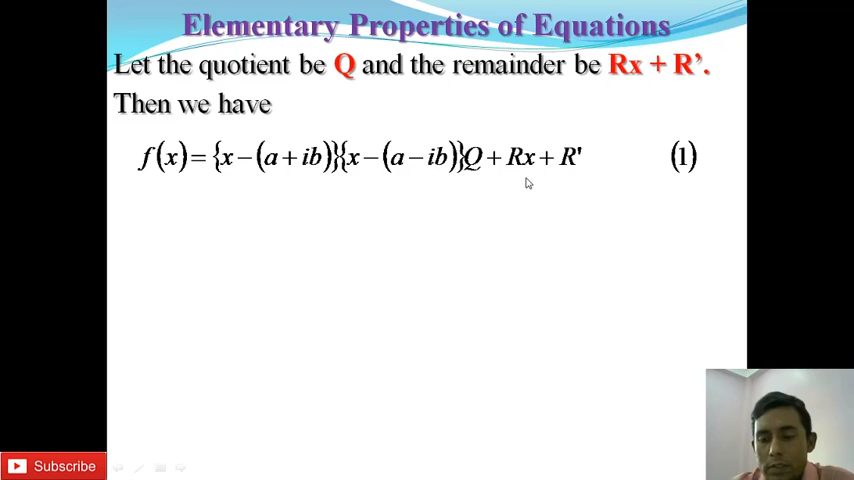 Elementary Properties of Equations
Let the quotient be Q and the remainder be Rx + R’.
Then we have
f(x) = {x − (a + ib)}{x − (a − ib)}Q + Rx + R' (1)
Subscribe